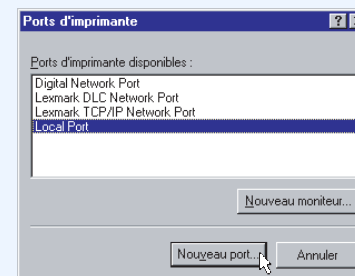 Ports d'imprimante
Ports d'imprimante disponibles :
Digital Network Port
Lexmark DLC Network Port
Lexmark TCP/IP Network Port
Local Port
Nouveau moniteur...
Nouveau port...
Annuler